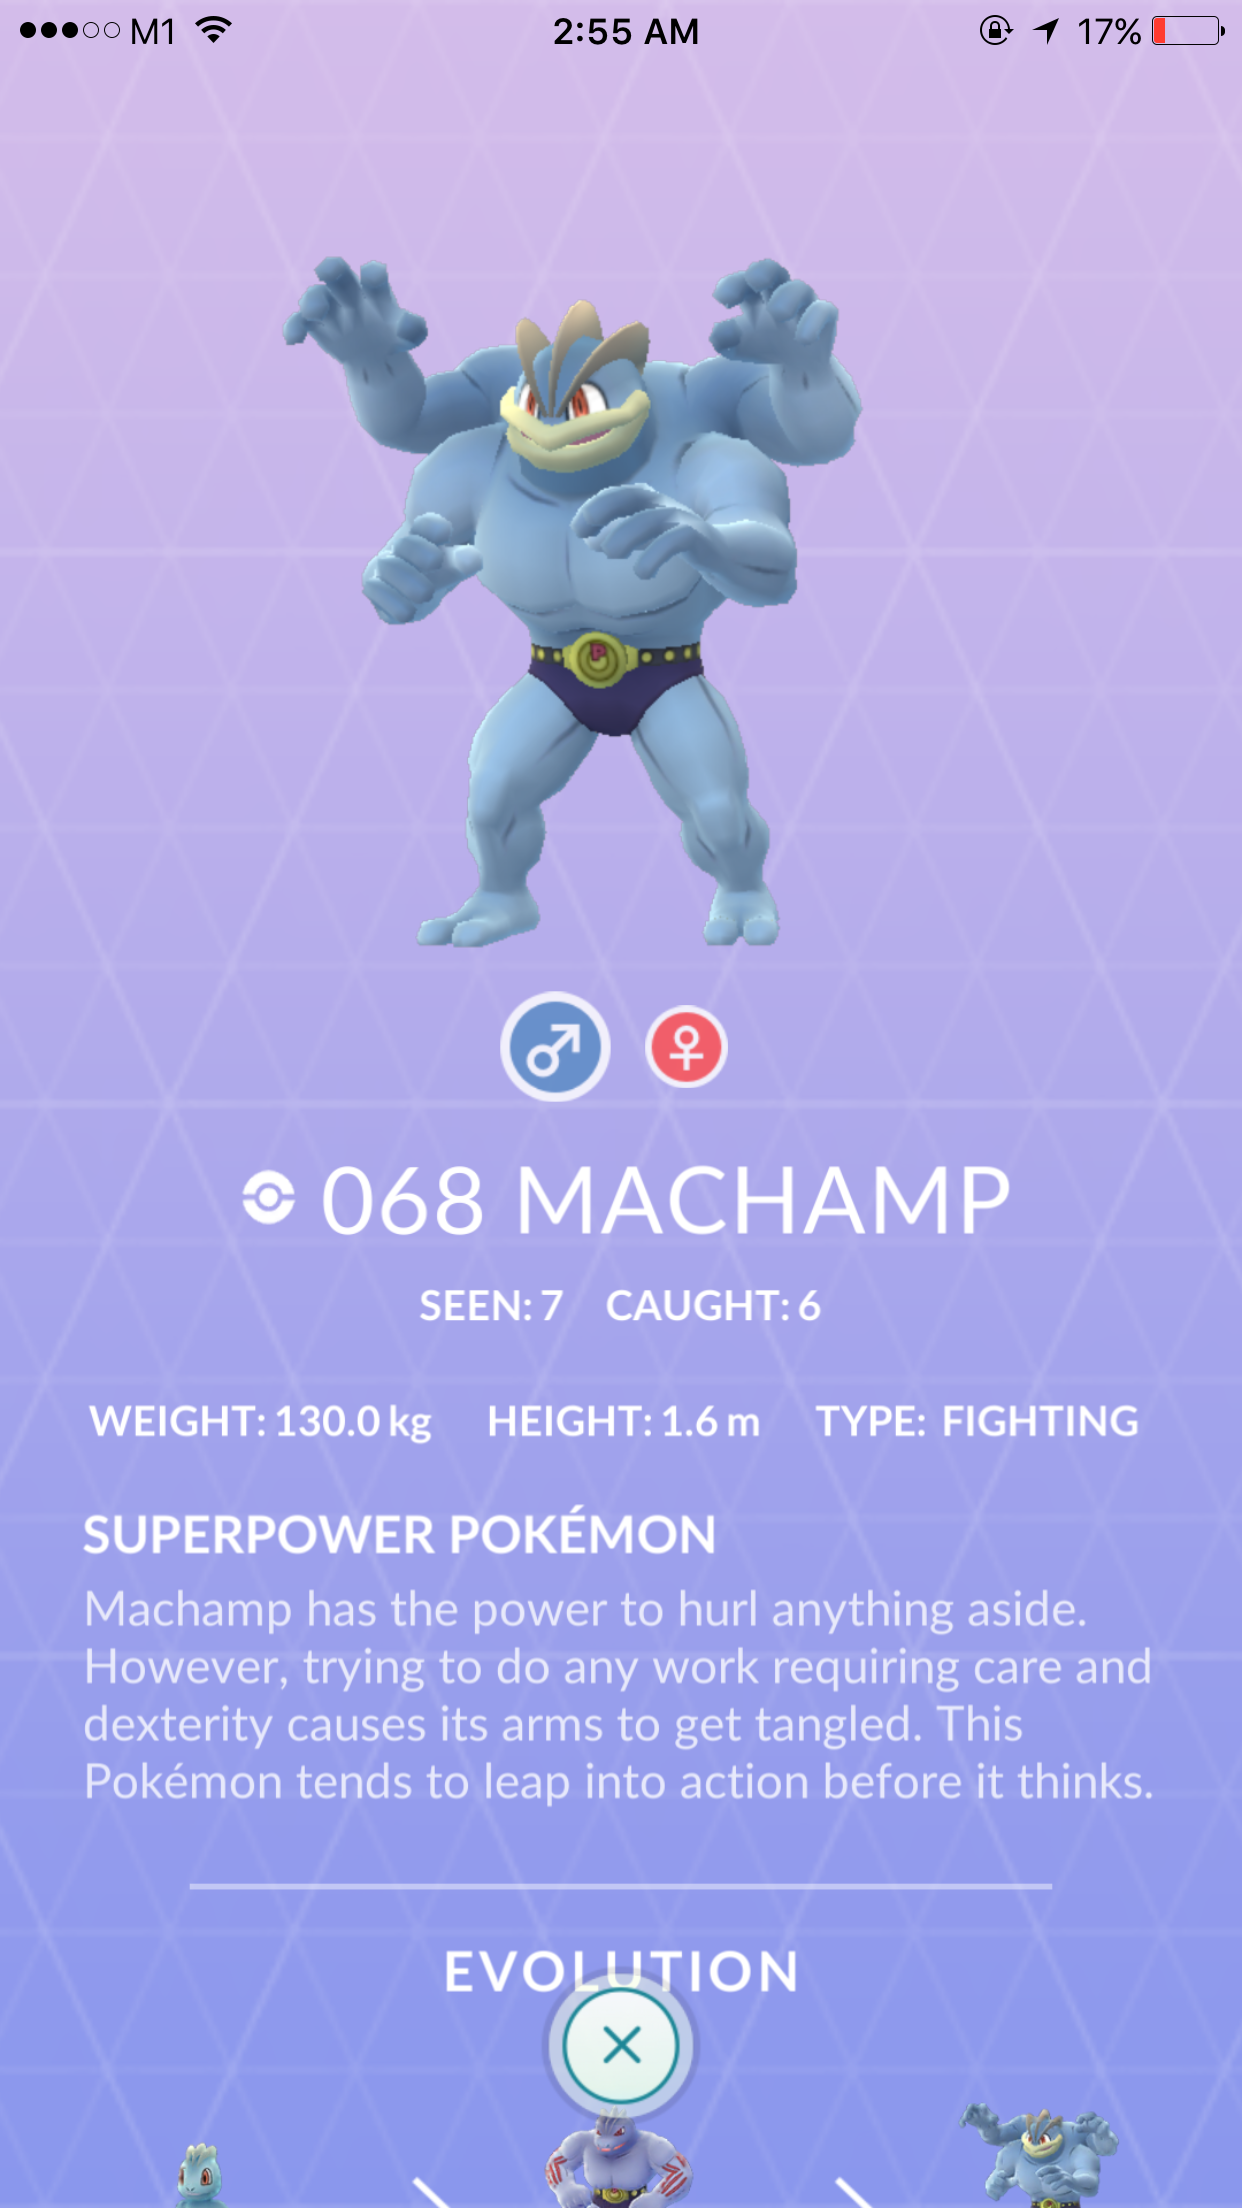 M1 2:55 AM 17%
P
068 MACHAMP
SEEN: 7 CAUGHT: 6
WEIGHT: 130.0 kg HEIGHT: 1.6 m TYPE: FIGHTING
SUPERPOWER POKÉMON
Machamp has the power to hurl anything aside.
However, trying to do any work requiring care and
dexterity causes its arms to get tangled. This
Pokémon tends to leap into action before it thinks.
EVOLUTION